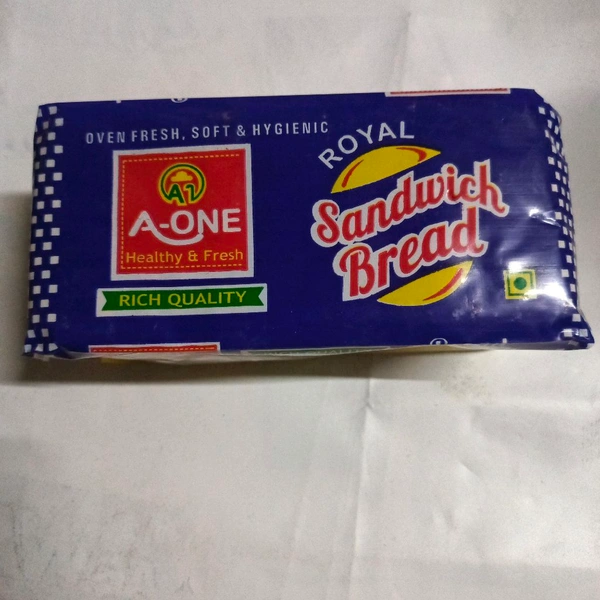 OVEN FRESH, SOFT & HYGIENIC
A1
A-ONE
Healthy & Fresh
RICH QUALITY
ROYAL
Sandwich
Bread